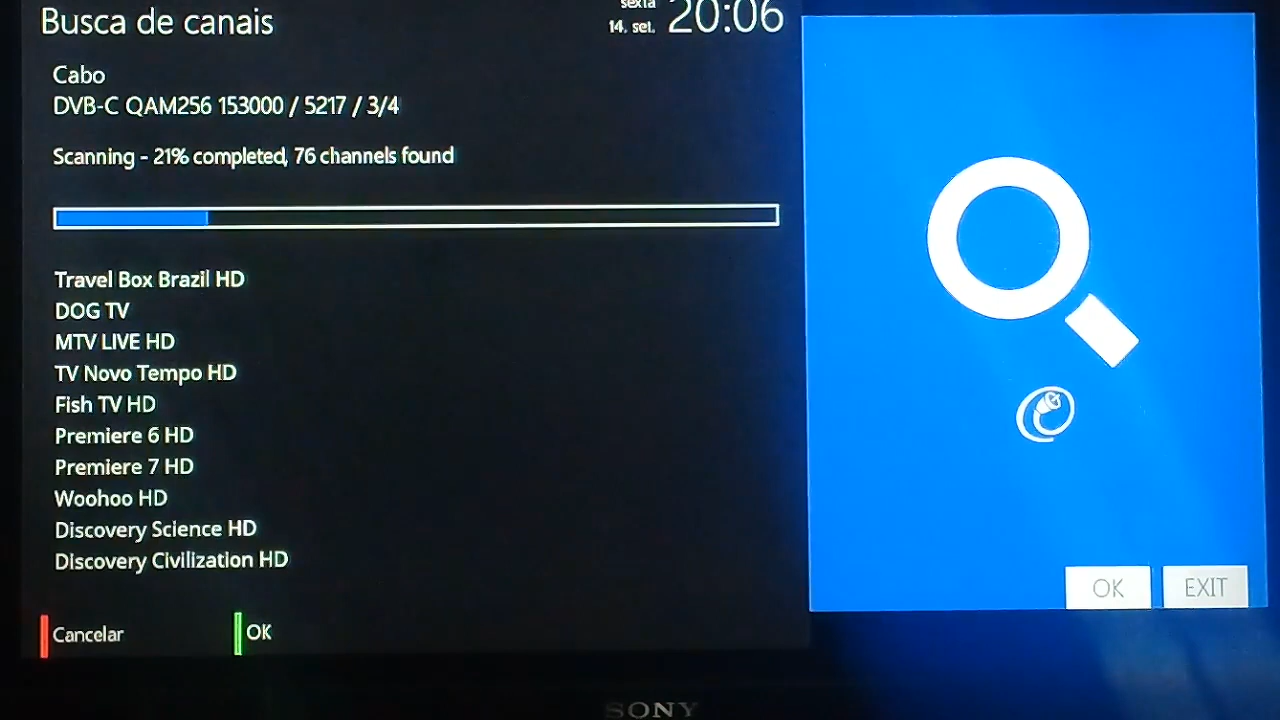 Busca de canais
sexta
14. set.
20:06
Cabo
DVB-C QAM256 153000 / 5217 / 3/4
Scanning - 21% completed, 76 channels found
Travel Box Brazil HD
DOG TV
MTV LIVE HD
TV Novo Tempo HD
Fish TV HD
Premiere 6 HD
Premiere 7 HD
Woohoo HD
Discovery Science HD
Discovery Civilization HD
Cancelar
OK
OK
EXIT
SONY